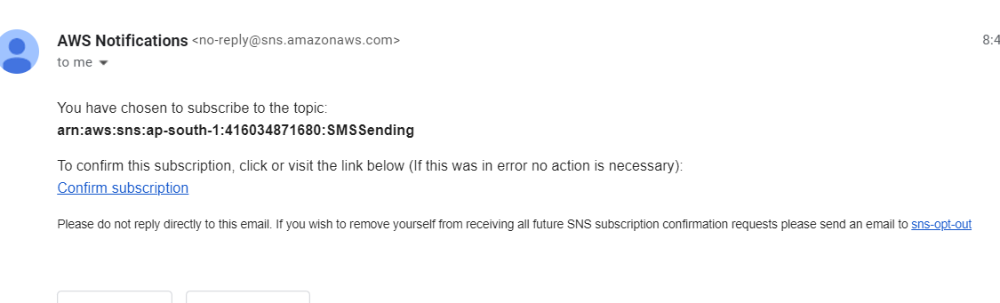 AWS Notifications <no-reply@sns.amazonaws.com> 8:4
to me
You have chosen to subscribe to the topic:
arn:aws:sns:ap-south-1:416034871680:SMSSending
To confirm this subscription, click or visit the link below (If this was in error no action is necessary):
Confirm subscription
Please do not reply directly to this email. If you wish to remove yourself from receiving all future SNS subscription confirmation requests please send an email to sns-opt-out